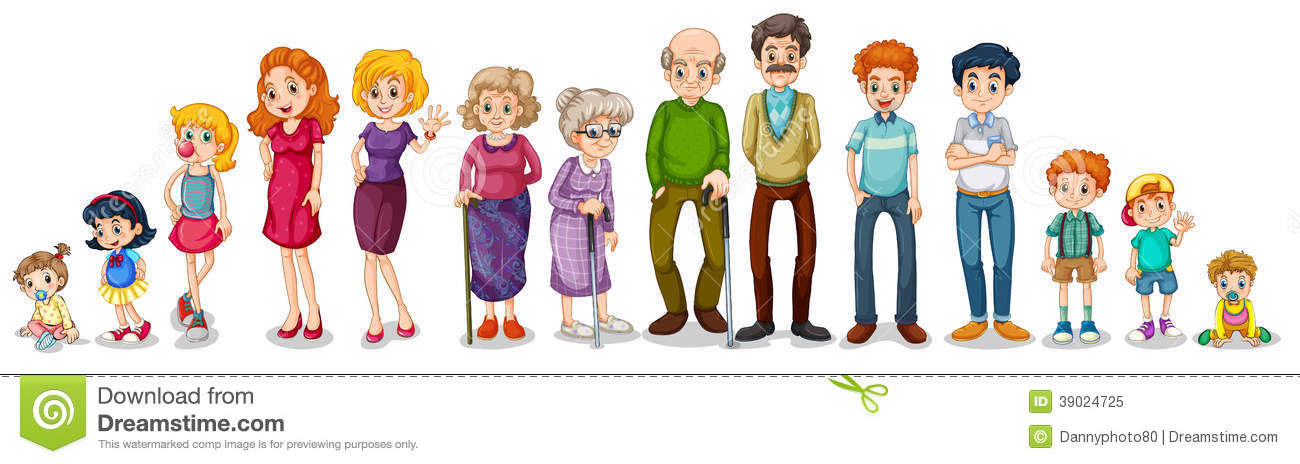 Download from
Dreamstime.com
This watermarked comp image is for previewing purposes only.
ID 39024725
© Dannyphoto80 | Dreamstime.com